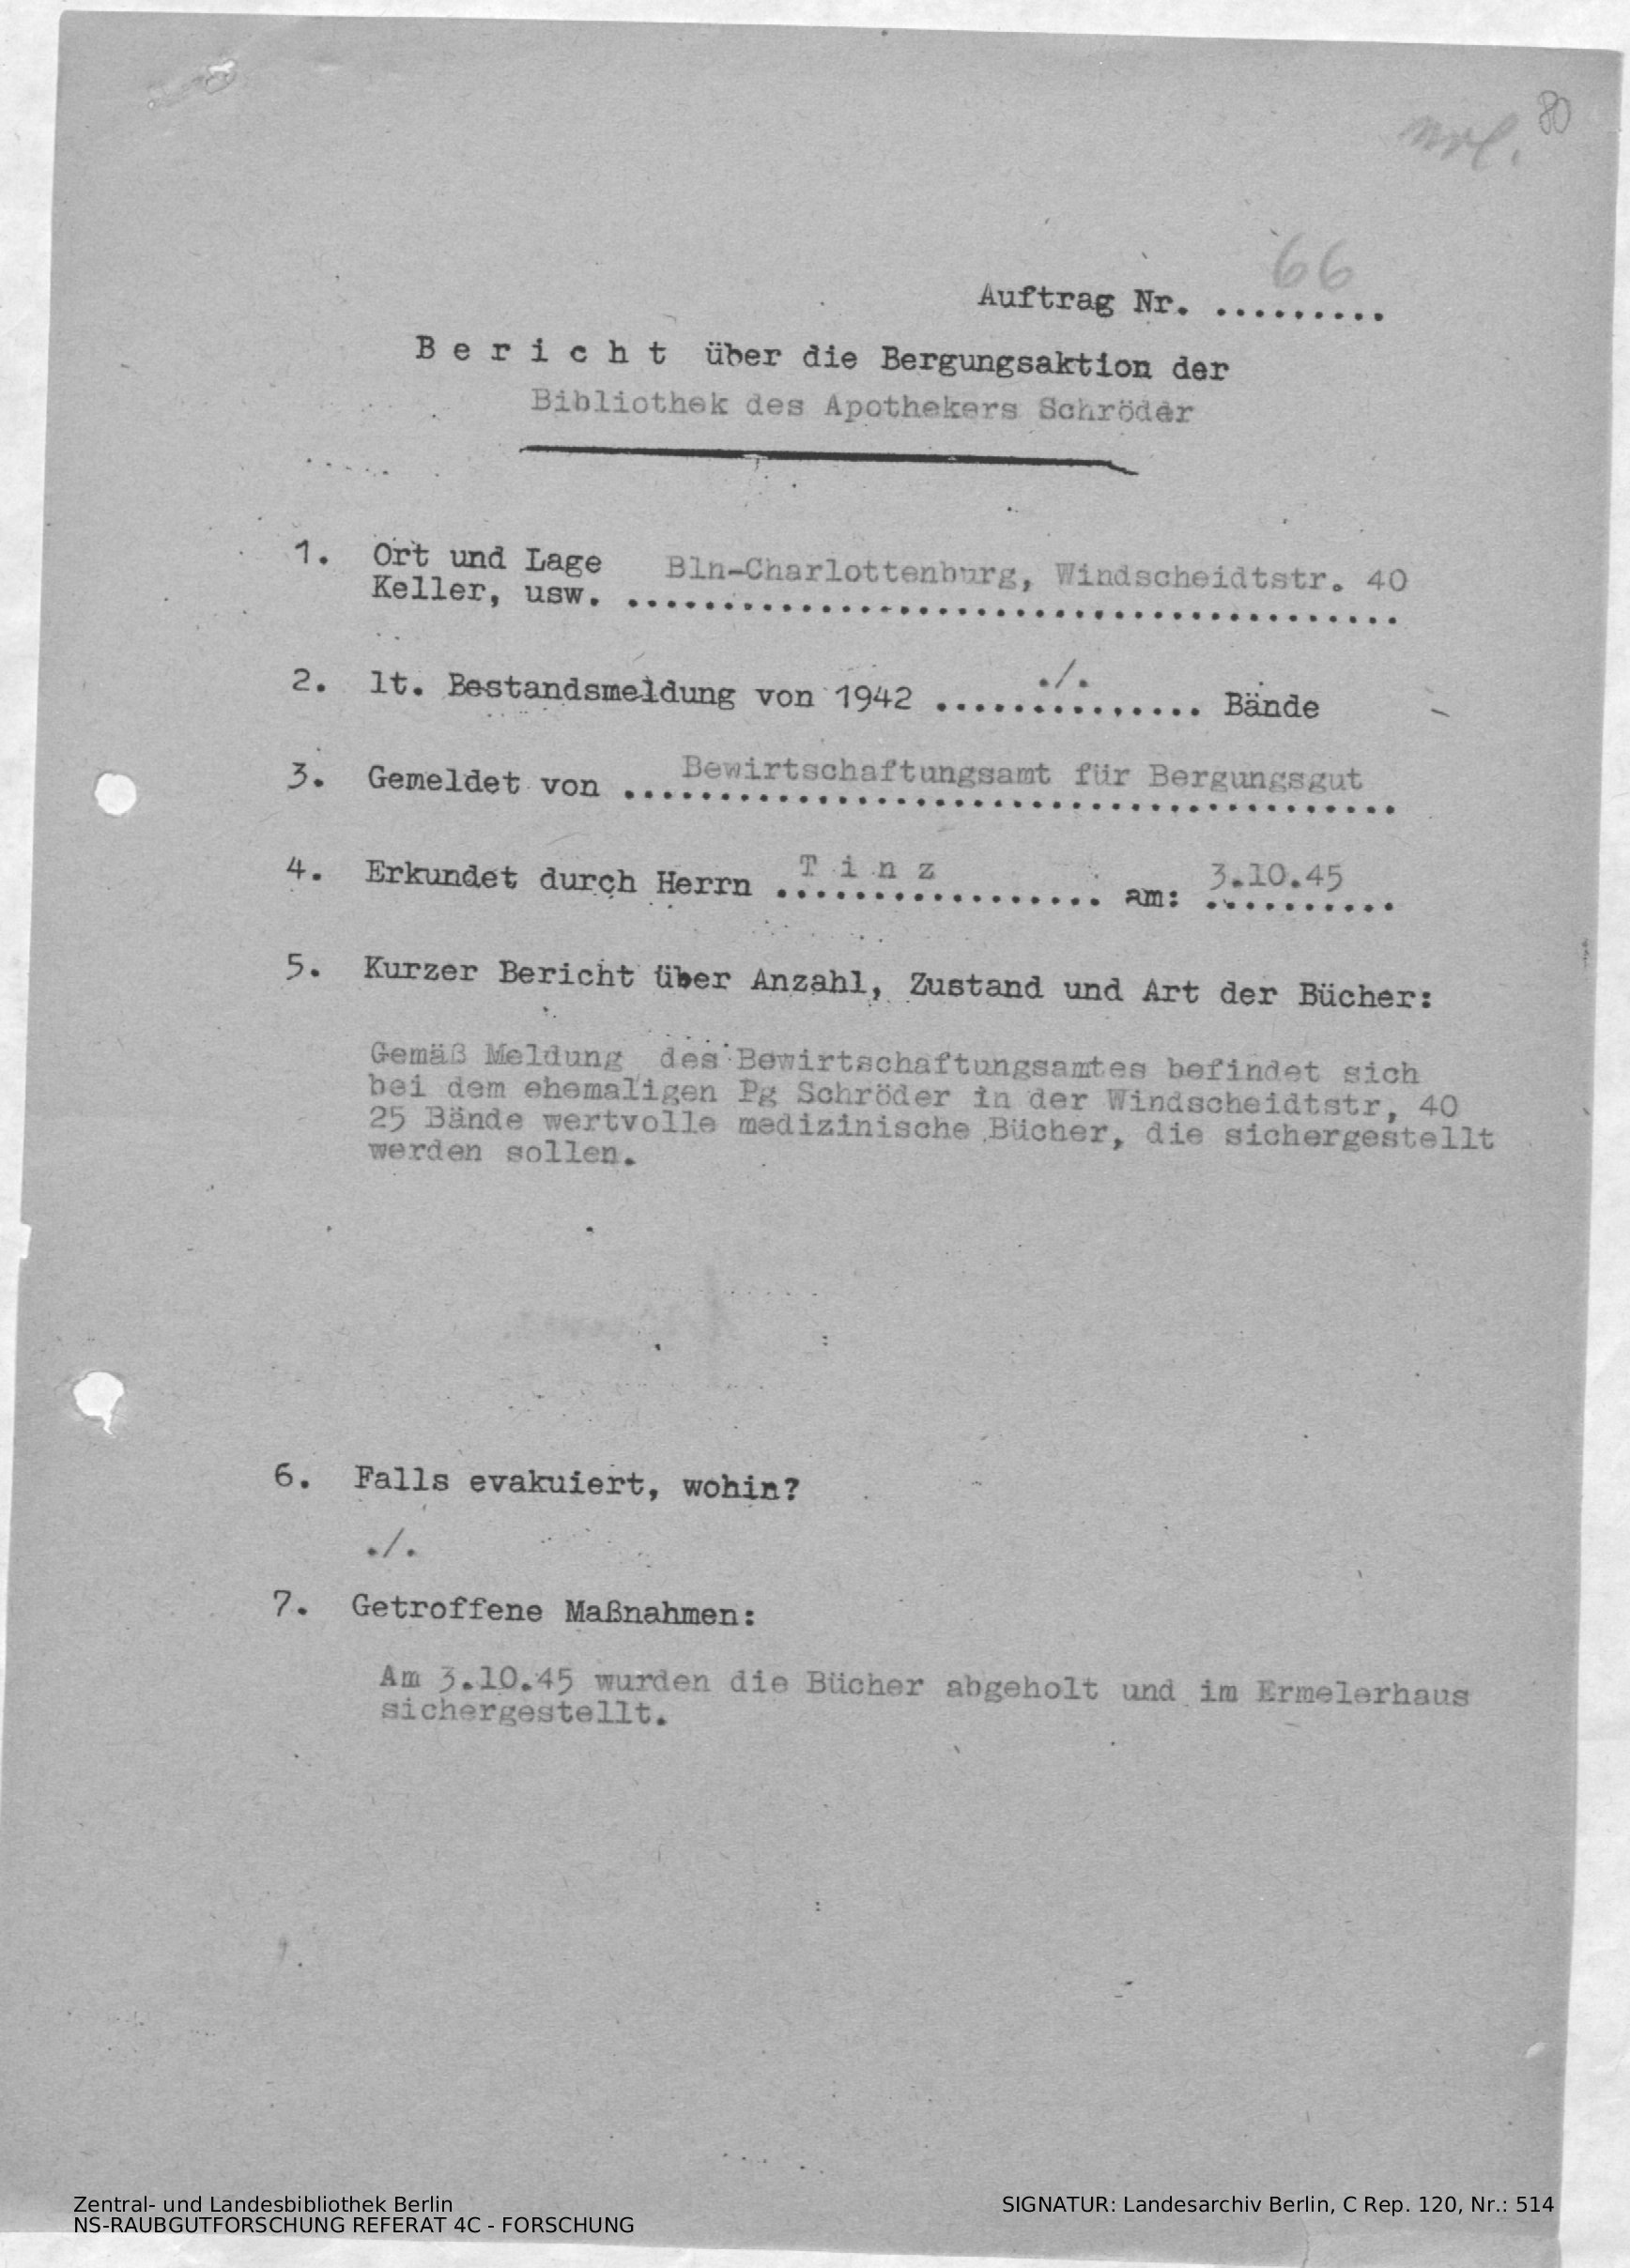 80
66
Auftrag Nr. .........
B e r i c h t über die Bergungsaktion der
Bibliothek des Apothekers Schröder
1. Ort und Lage Bln-Charlottenburg, Windscheidtstr. 40
Keller, usw. ........................................
2. lt. Bestandsmeldung von 1942 ......./....... Bände
3. Gemeldet von Bewirtschaftungsamt für Bergungsgut
4. Erkundet durch Herrn T i n z am: 3.10.45
5. Kurzer Bericht über Anzahl, Zustand und Art der Bücher:
Gemäß Meldung des Bewirtschaftungsamtes befindet sich
bei dem ehemaligen Pg Schröder in der Windscheidtstr, 40
25 Bände wertvolle medizinische Bücher, die sichergestellt
werden sollen.
6. Falls evakuiert, wohin?
./.
7. Getroffene Maßnahmen:
Am 3.10.45 wurden die Bücher abgeholt und im Ermelerhaus
sichergestellt.
Zentral- und Landesbibliothek Berlin
NS-RAUBGUTFORSCHUNG REFERAT 4C - FORSCHUNG
SIGNATUR: Landesarchiv Berlin, C Rep. 120, Nr.: 514